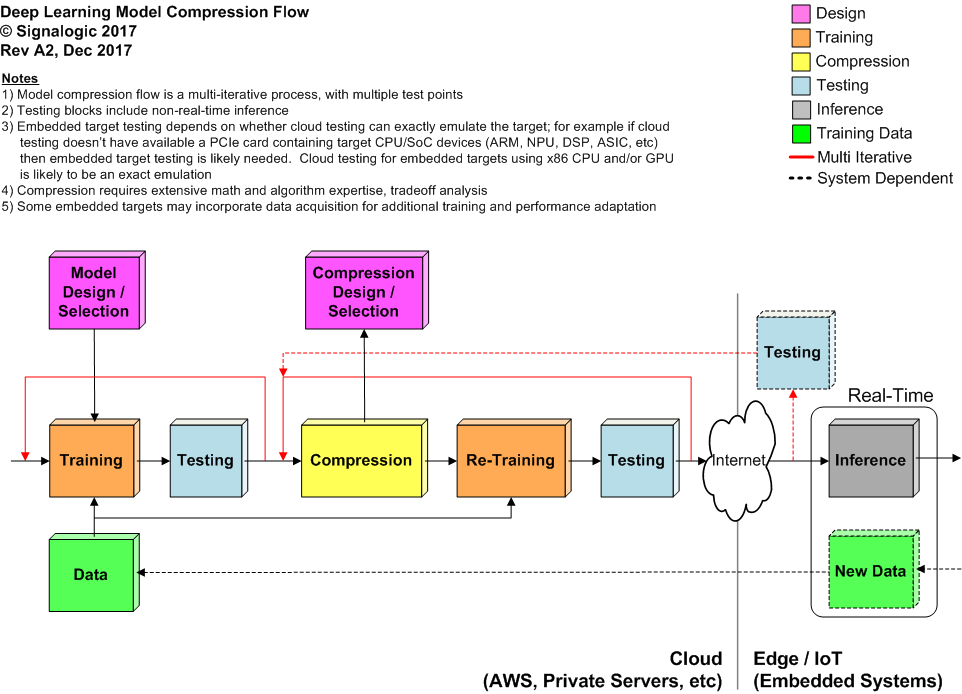 Deep Learning Model Compression Flow
© Signalogic 2017
Rev A2, Dec 2017
Notes
1) Model compression flow is a multi-iterative process, with multiple test points
2) Testing blocks include non-real-time inference
3) Embedded target testing depends on whether cloud testing can exactly emulate the target; for example if cloud
testing doesn't have available a PCIe card containing target CPU/SoC devices (ARM, NPU, DSP, ASIC, etc)
then embedded target testing is likely needed.  Cloud testing for embedded targets using x86 CPU and/or GPU
is likely to be an exact emulation
4) Compression requires extensive math and algorithm expertise, tradeoff analysis
5) Some embedded targets may incorporate data acquisition for additional training and performance adaptation
Design
Training
Compression
Testing
Inference
Training Data
Multi Iterative
System Dependent
Model
Design /
Selection
Compression
Design /
Selection
Testing
Real-Time
Training
Testing
Compression
Re-Training
Testing
Internet
Inference
Data
New Data
Cloud
(AWS, Private Servers, etc)
Edge / IoT
(Embedded Systems)